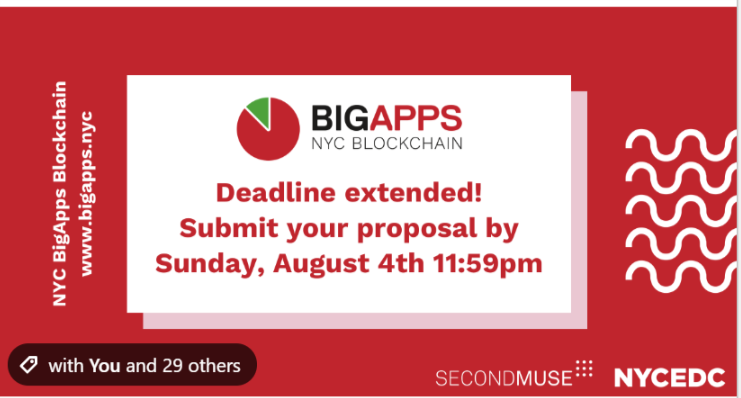 NYC BigApps Blockchain
www.bigapps.nyc
BIGAPPS
NYC BLOCKCHAIN
Deadline extended!
Submit your proposal by
Sunday, August 4th 11:59pm
with You and 29 others
SECONDMUSE
NYCEDC